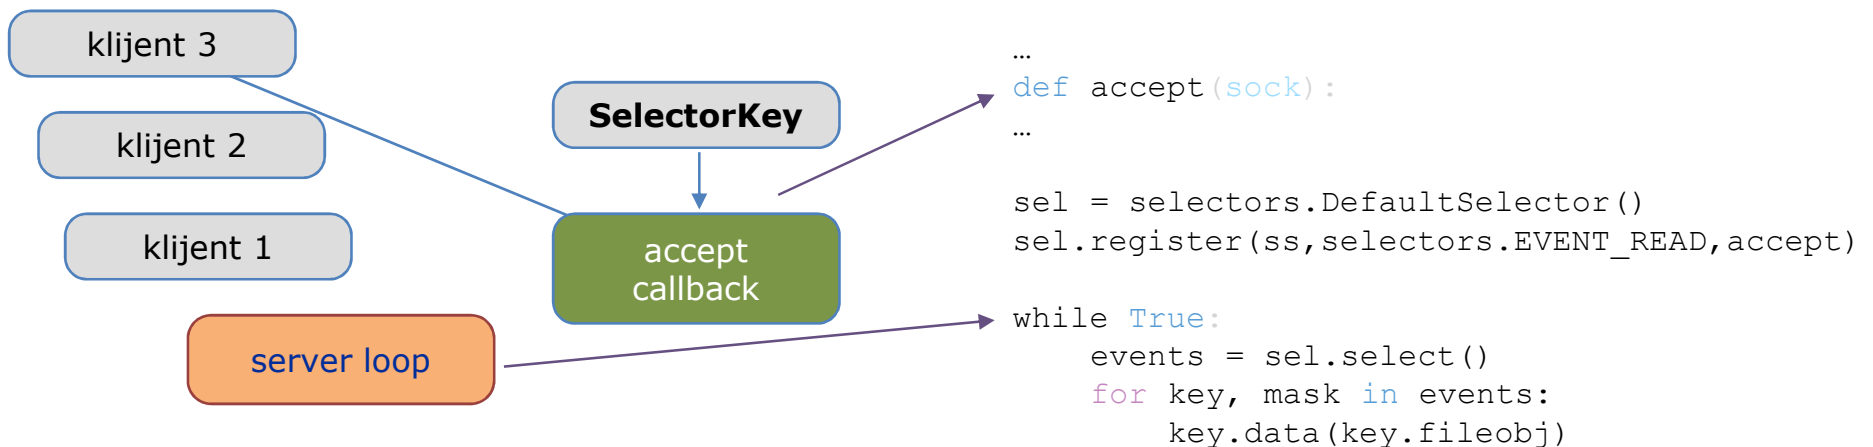 klijent 3
klijent 2
klijent 1
server loop
SelectorKey
accept
callback
…
def accept(sock):
…
sel = selectors.DefaultSelector()
sel.register(ss,selectors.EVENT_READ,accept)
while True:
    events = sel.select()
    for key, mask in events:
        key.data(key.fileobj)